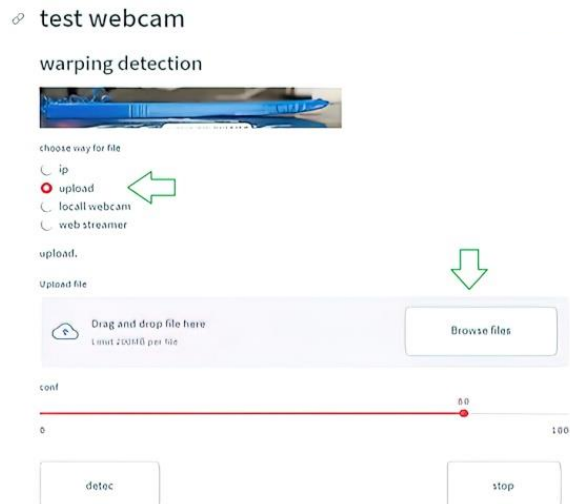 test webcam
warping detection
choose way for file
ip
upload
locall webcam
web streamer
upload.
Upload file
Drag and drop file here
Limit 200MB per file
Browse files
conf
80
0
100
detec
stop